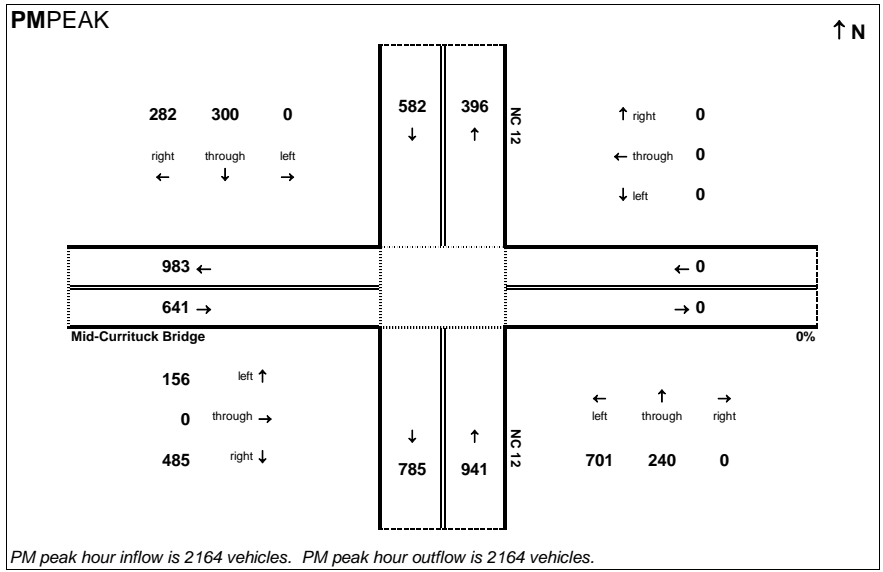 PMPEAK
↑ N
282 300 0
right through left
← ↓ →
582 396
↓ ↑
NC 12
↑ right 0
← through 0
↓ left 0
983 ←
641 →
← 0
→ 0
Mid-Currituck Bridge
0%
156 left ↑
0 through →
485 right ↓
↓ ↑
785 941
NC 12
← ↑ →
left through right
701 240 0
PM peak hour inflow is 2164 vehicles. PM peak hour outflow is 2164 vehicles.